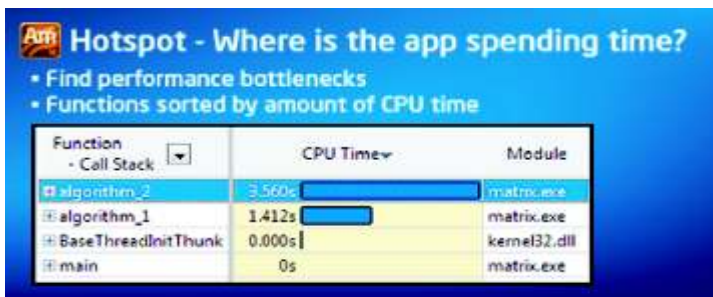 Am Hotspot - Where is the app spending time?
▪ Find performance bottlenecks
▪ Functions sorted by amount of CPU time
Function - Call Stack CPU Time Module
algorithm_2 3.560s matrix.exe
algorithm_1 1.412s matrix.exe
BaseThreadInitThunk 0.000s kernel32.dll
main 0s matrix.exe